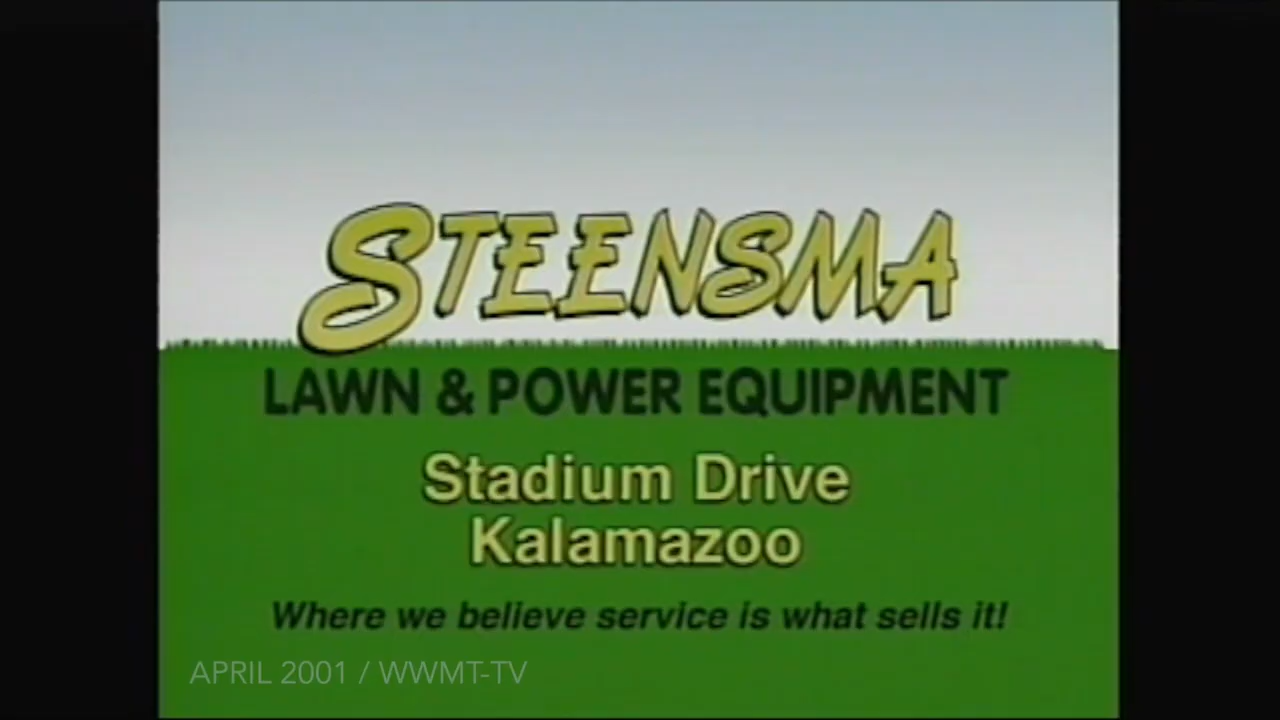 STEENSMA
LAWN & POWER EQUIPMENT
Stadium Drive
Kalamazoo
Where we believe service is what sells it!
APRIL 2001 / WWMT-TV